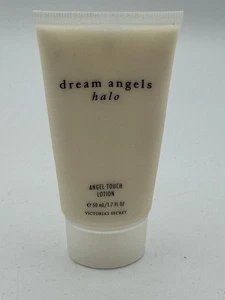 dream angels
halo
ANGEL TOUCH
LOTION
℮ 50 mL/1.7 FL OZ
VICTORIA'S SECRET